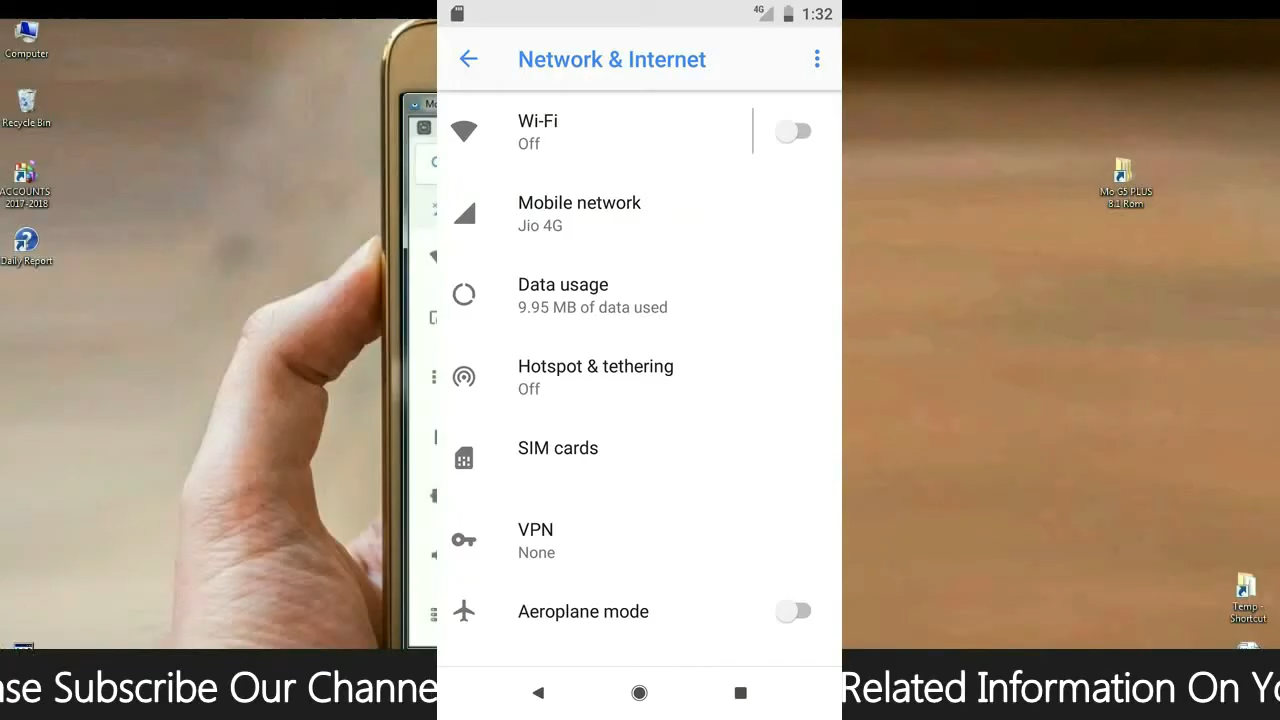 Computer
Recycle Bin
ACCOUNTS
2017-2018
Daily Report
4G
1:32
Network & Internet
Wi-Fi
Off
Mobile network
Jio 4G
Data usage
9.95 MB of data used
Hotspot & tethering
Off
SIM cards
VPN
None
Aeroplane mode
Mo G5 PLUS
8.1 Rom
Temp -
Shortcut
Subscribe Our Channe
Related Information On Yo